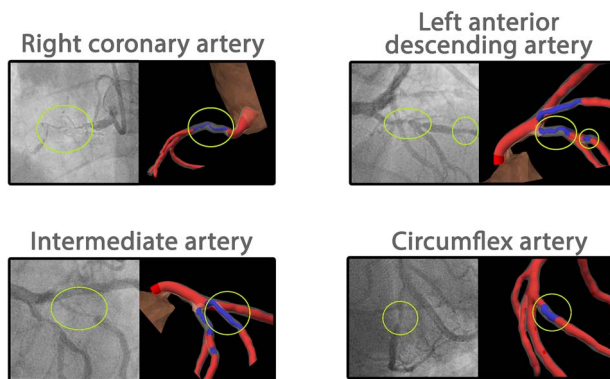 Right coronary artery
Left anterior
descending artery
Intermediate artery
Circumflex artery